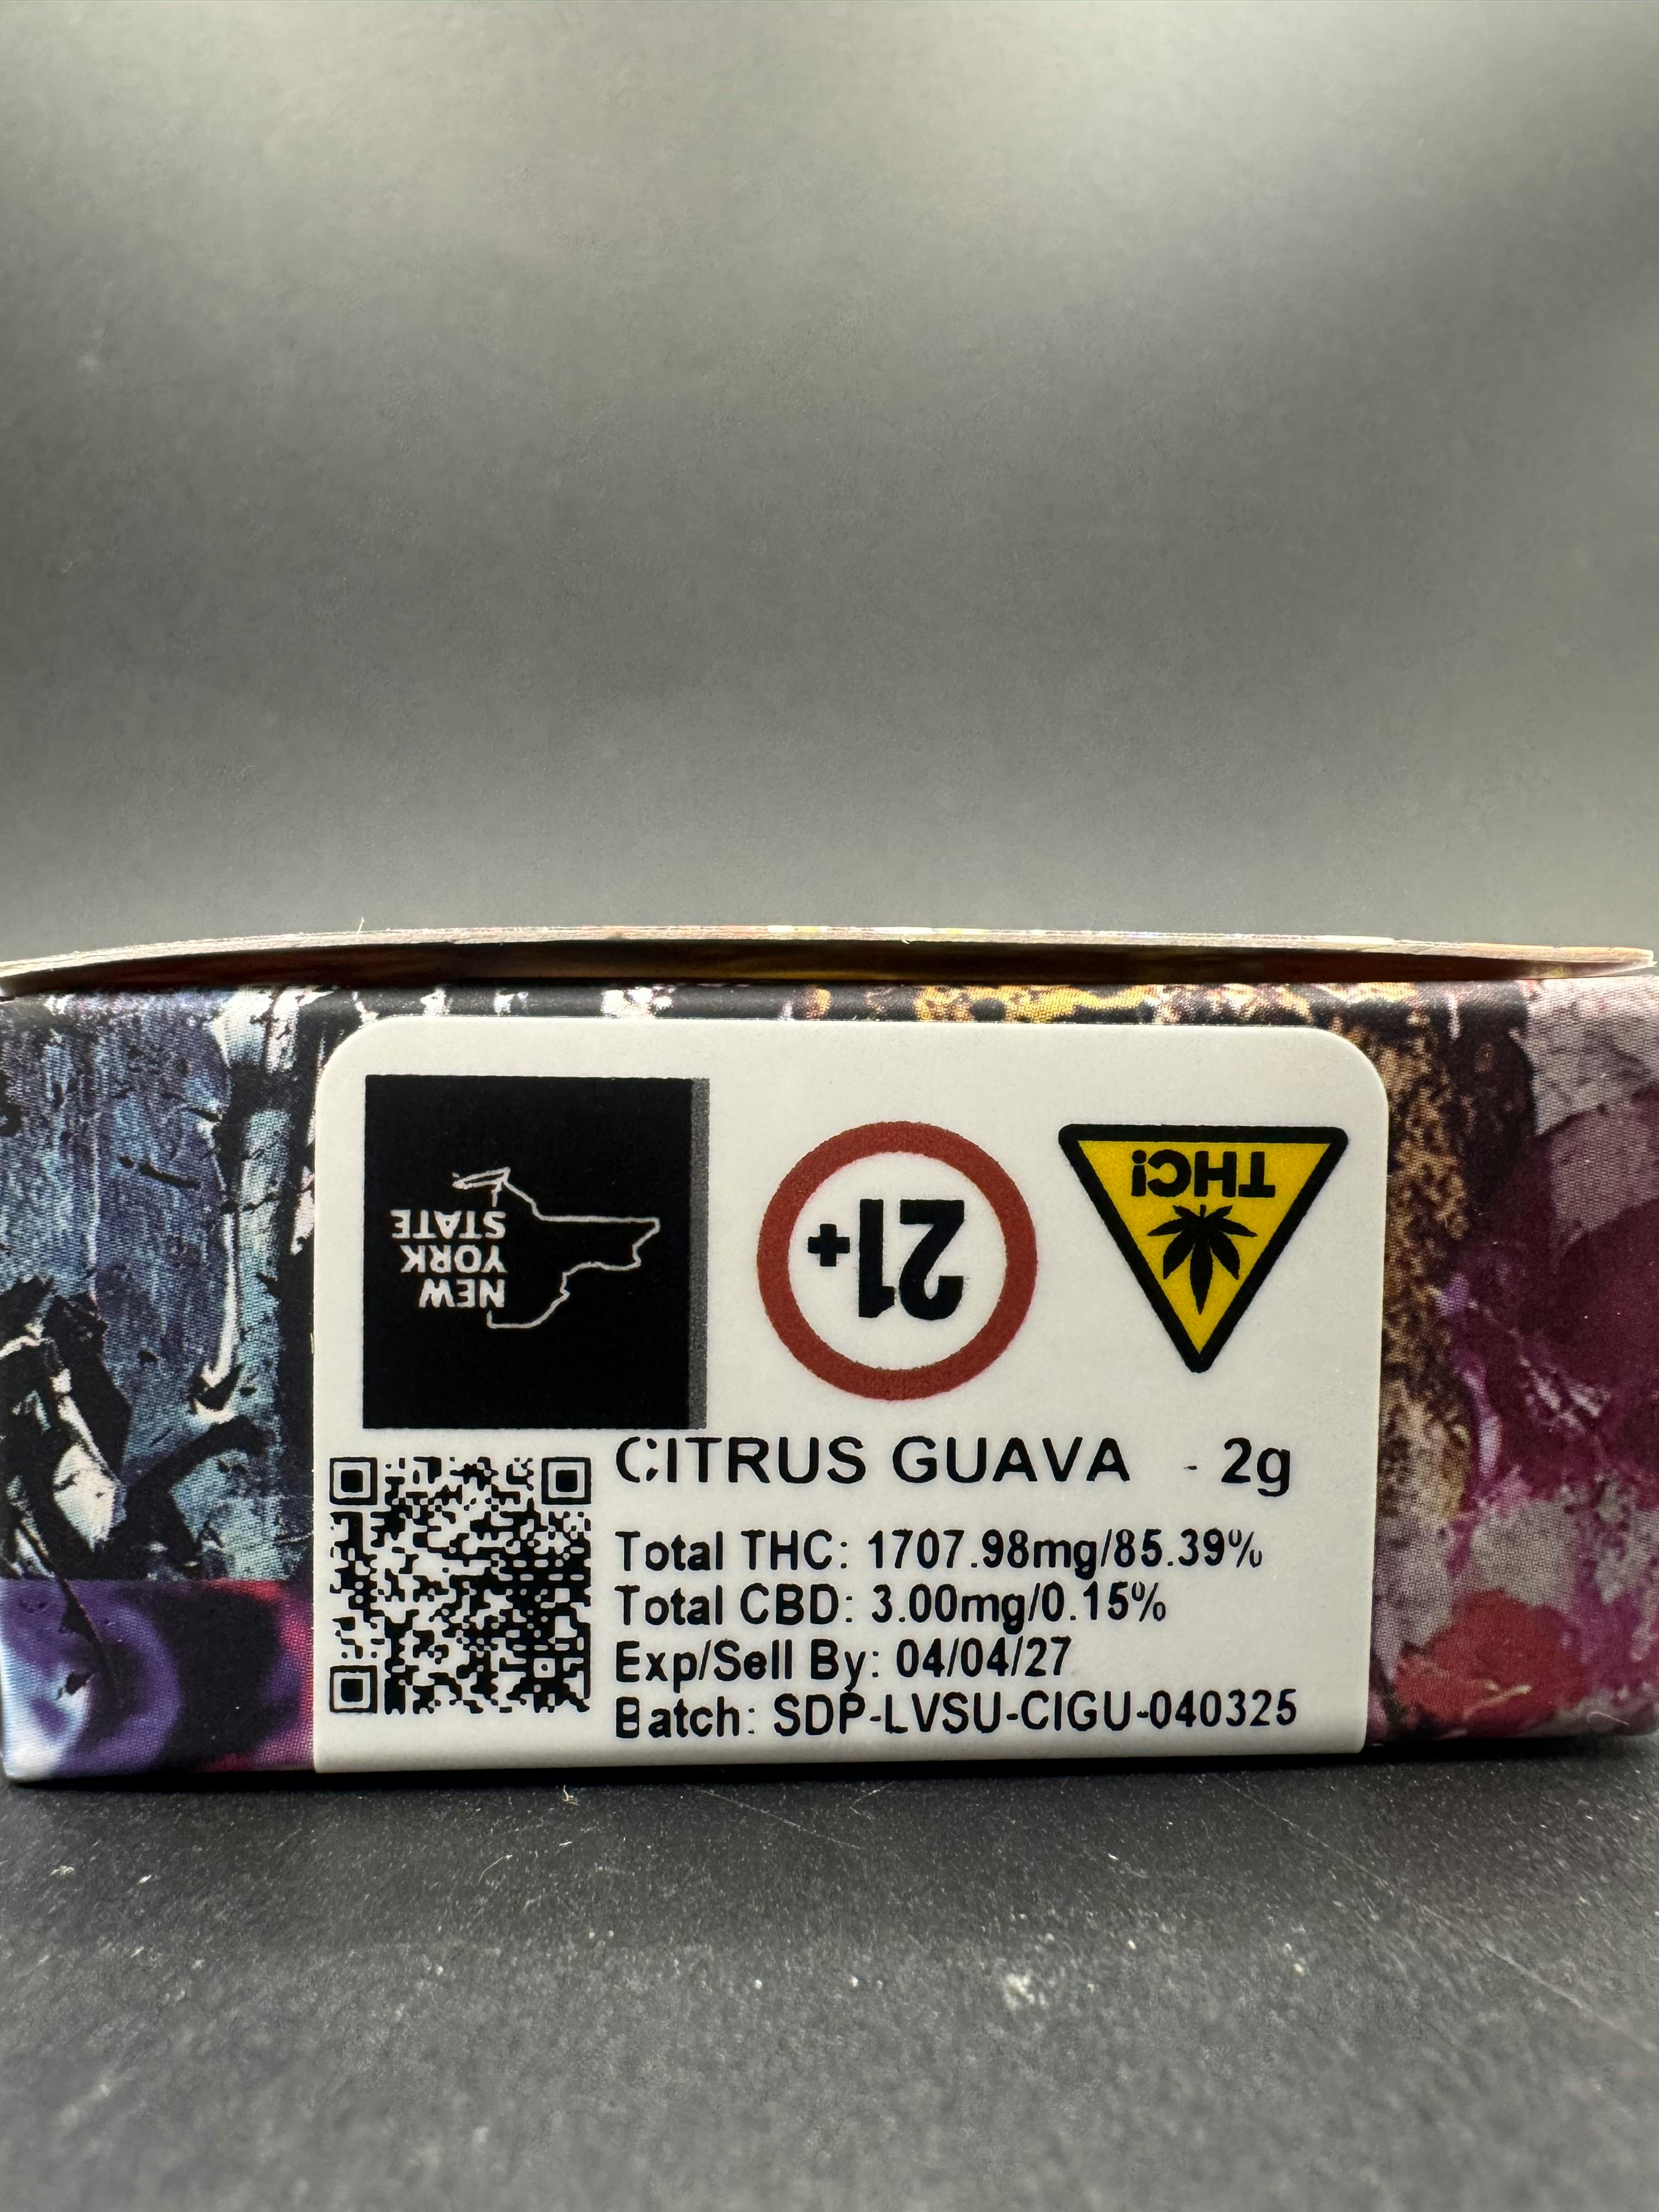 NEW
YORK
STATE
21+
THC!
CITRUS GUAVA - 2g
Total THC: 1707.98mg/85.39%
Total CBD: 3.00mg/0.15%
Exp/Sell By: 04/04/27
Batch: SDP-LVSU-CIGU-040325